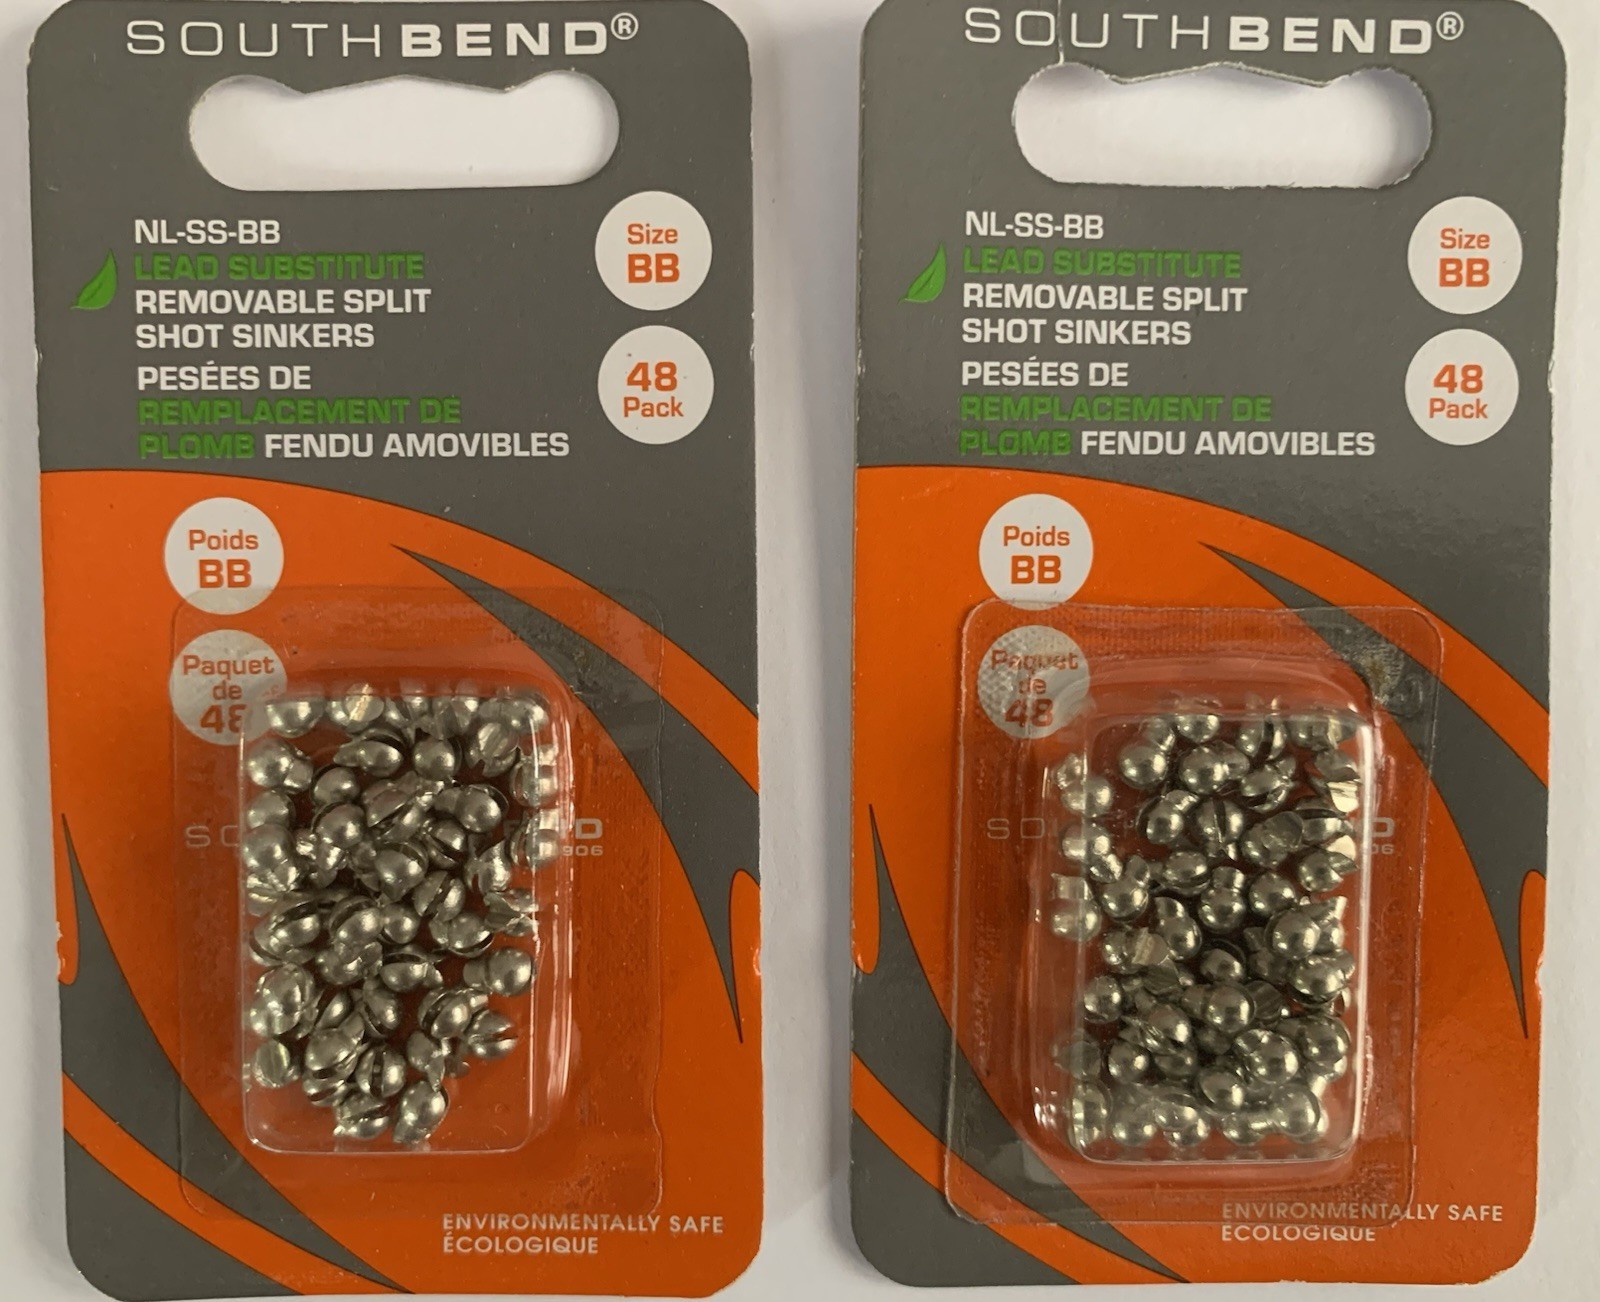 SOUTHBEND®
NL-SS-BB
LEAD SUBSTITUTE
REMOVABLE SPLIT
SHOT SINKERS
PESÉES DE
REMPLACEMENT DE
PLOMB FENDU AMOVIBLES
Size
BB
48
Pack
Poids
BB
Paquet
de
48
ENVIRONMENTALLY SAFE
ÉCOLOGIQUE
SOUTHBEND®
NL-SS-BB
LEAD SUBSTITUTE
REMOVABLE SPLIT
SHOT SINKERS
PESÉES DE
REMPLACEMENT DE
PLOMB FENDU AMOVIBLES
Size
BB
48
Pack
Poids
BB
Paquet
de
48
ENVIRONMENTALLY SAFE
ÉCOLOGIQUE